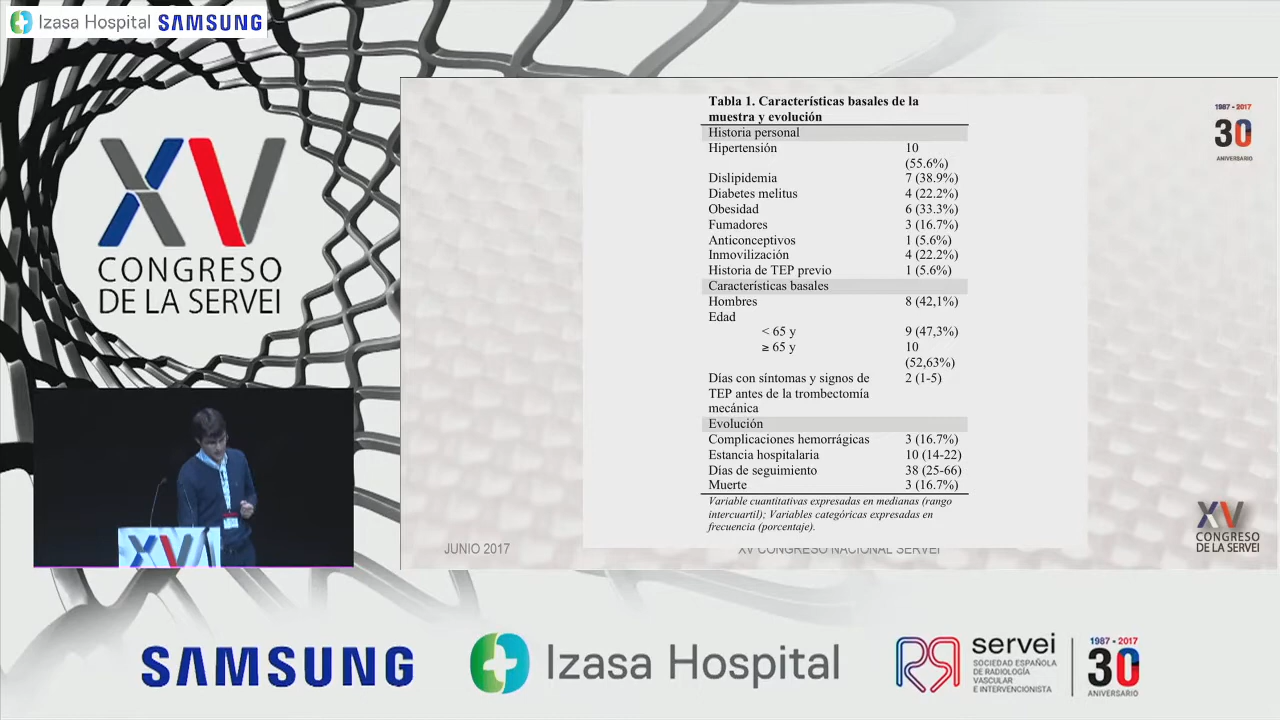 Izasa Hospital SAMSUNG
XV
CONGRESO
DE LA SERVEI
Tabla 1. Características basales de la
muestra y evolución
Historia personal
Hipertensión 10
(55.6%)
Dislipidemia 7 (38.9%)
Diabetes melitus 4 (22.2%)
Obesidad 6 (33.3%)
Fumadores 3 (16.7%)
Anticonceptivos 1 (5.6%)
Inmovilización 4 (22.2%)
Historia de TEP previo 1 (5.6%)
Características basales
Hombres 8 (42,1%)
Edad
< 65 y 9 (47,3%)
≥ 65 y 10
(52,63%)
Días con síntomas y signos de 2 (1-5)
TEP antes de la trombectomia
mecánica
Evolución
Complicaciones hemorrágicas 3 (16.7%)
Estancia hospitalaria 10 (14-22)
Días de seguimiento 38 (25-66)
Muerte 3 (16.7%)
Variable cuantitativas expresadas en medianas (rango
intercuartil); Variables categóricas expresadas en
frecuencia (porcentaje).
JUNIO 2017
XV CONGRESO NACIONAL SERVEI
1987 - 2017
30
ANIVERSARIO
XV
CONGRESO
DE LA SERVEI
XV
SAMSUNG
Izasa Hospital
servei
SOCIEDAD ESPAÑOLA
DE RADIOLOGÍA
VASCULAR
E INTERVENCIONISTA
1987 - 2017
30
ANIVERSARIO